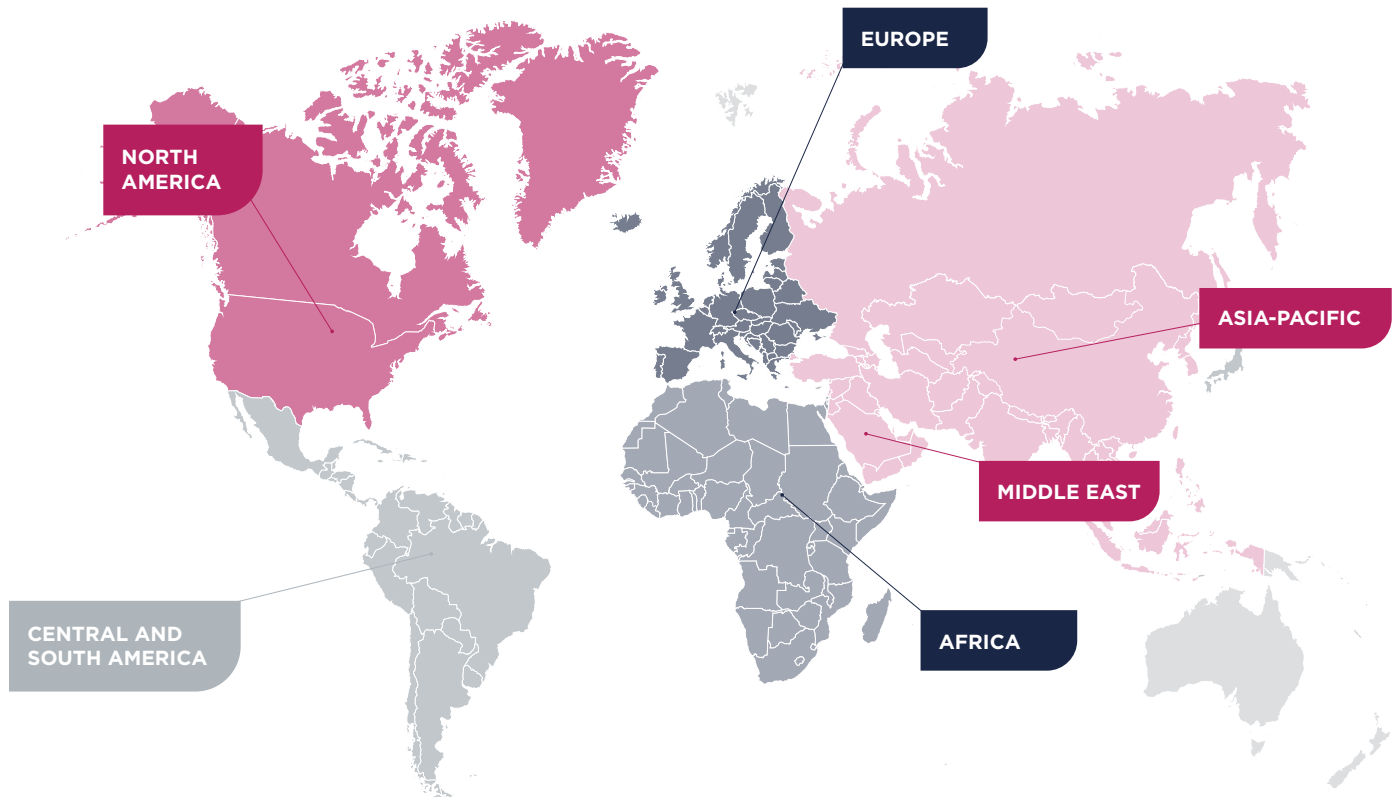 EUROPE
NORTH
AMERICA
ASIA-PACIFIC
MIDDLE EAST
CENTRAL AND
SOUTH AMERICA
AFRICA